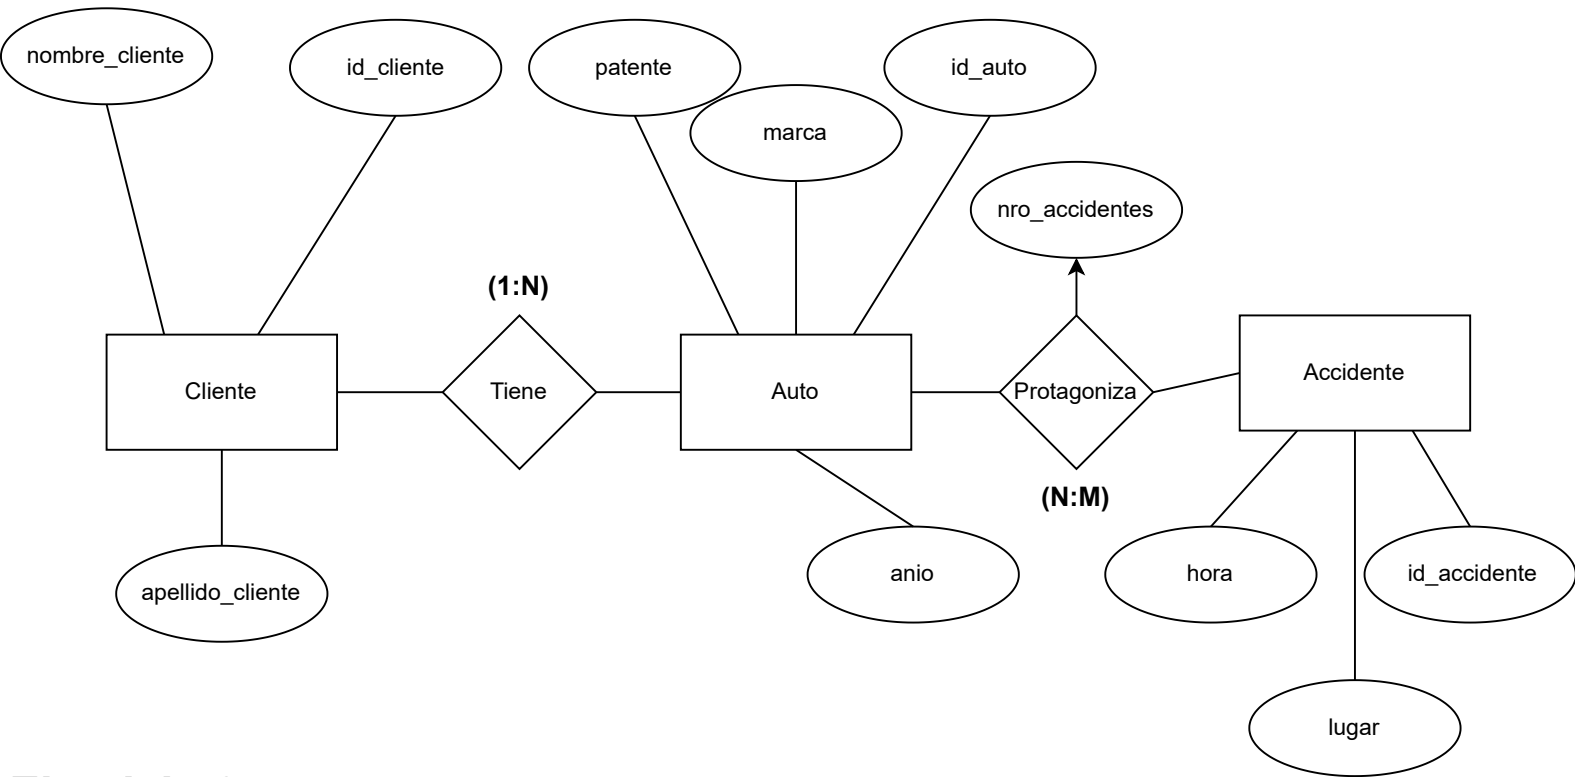 nombre_cliente
id_cliente
patente
id_auto
marca
nro_accidentes
(1:N)
Cliente
Tiene
Auto
Protagoniza
Accidente
(N:M)
apellido_cliente
anio
hora
id_accidente
lugar